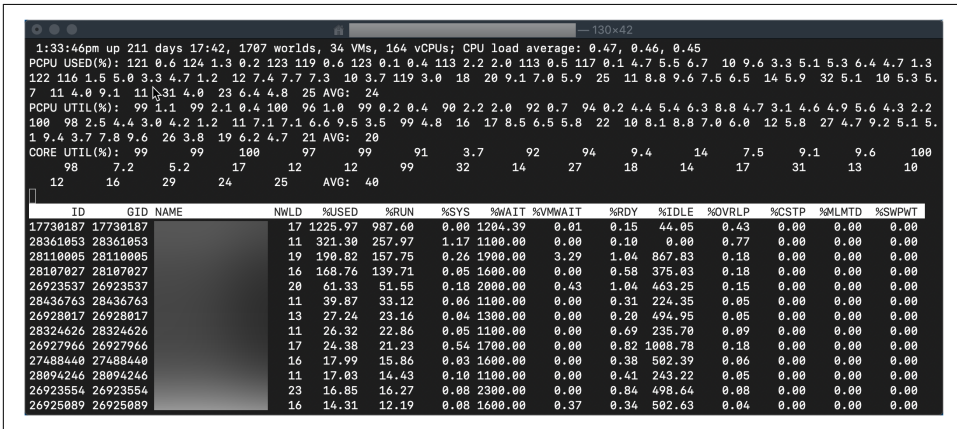 — 130×42
1:33:46pm up 211 days 17:42, 1707 worlds, 34 VMs, 164 vCPUs; CPU load average: 0.47, 0.46, 0.45
PCPU USED(%): 121 0.6 124 1.3 0.2 123 119 0.6 123 0.1 0.4 113 2.2 2.0 113 0.5 117 0.1 4.7 5.5 6.7 10 9.6 3.3 5.1 5.3 6.4 4.7 1.3
122 116 1.5 5.0 3.3 4.7 1.2 12 7.4 7.7 7.3 10 3.7 119 3.0 18 20 9.1 7.0 5.9 25 11 8.8 9.6 7.5 6.5 14 5.9 32 5.1 10 5.3 5.
7 11 4.0 9.1 11 31 4.0 23 6.4 4.8 25 AVG: 24
PCPU UTIL(%): 99 1.1 99 2.1 0.4 100 96 1.0 99 0.2 0.4 90 2.2 2.0 92 0.7 94 0.2 4.4 5.4 6.3 8.8 4.7 3.1 4.6 4.9 5.6 4.3 2.2
100 98 2.5 4.4 3.0 4.2 1.2 11 7.1 7.1 6.6 9.5 3.5 99 4.8 16 17 8.5 6.5 5.8 22 10 8.1 8.8 7.0 6.0 12 5.8 27 4.7 9.2 5.1 5.
1 9.4 3.7 7.8 9.6 26 3.8 19 6.2 4.7 21 AVG: 20
CORE UTIL(%): 99 99 100 97 99 91 3.7 92 94 9.4 14 7.5 9.1 9.6 100
98 7.2 5.2 17 12 12 99 32 14 27 18 14 17 31 13 10
12 16 29 24 25 AVG: 40
ID GID NAME NWLD %USED %RUN %SYS %WAIT %VMWAIT %RDY %IDLE %OVRLP %CSTP %MLMTD %SWPWT
17730187 17730187 17 1225.97 987.60 0.00 1204.39 0.01 0.15 44.05 0.43 0.00 0.00 0.00
28361053 28361053 11 321.30 257.97 1.17 1100.00 0.00 0.10 0.00 0.77 0.00 0.00 0.00
28110005 28110005 19 190.82 157.75 0.26 1900.00 3.29 1.04 867.83 0.18 0.00 0.00 0.00
28107027 28107027 16 168.76 139.71 0.05 1600.00 0.00 0.58 375.03 0.18 0.00 0.00 0.00
26923537 26923537 20 61.33 51.55 0.18 2000.00 0.43 1.04 463.25 0.15 0.00 0.00 0.00
28436763 28436763 11 39.87 33.12 0.06 1100.00 0.00 0.31 224.35 0.05 0.00 0.00 0.00
26928017 26928017 13 27.24 23.16 0.04 1300.00 0.00 0.20 494.95 0.05 0.00 0.00 0.00
28324626 28324626 11 26.32 22.86 0.05 1100.00 0.00 0.69 235.70 0.09 0.00 0.00 0.00
26927966 26927966 17 24.38 21.23 0.54 1700.00 0.00 0.82 1008.78 0.18 0.00 0.00 0.00
27488440 27488440 16 17.99 15.86 0.03 1600.00 0.00 0.38 502.39 0.06 0.00 0.00 0.00
28094246 28094246 11 17.03 14.43 0.10 1100.00 0.00 0.41 243.22 0.05 0.00 0.00 0.00
26923554 26923554 23 16.85 16.27 0.08 2300.00 0.00 0.84 498.64 0.08 0.00 0.00 0.00
26925089 26925089 16 14.31 12.19 0.08 1600.00 0.37 0.34 502.63 0.04 0.00 0.00 0.00